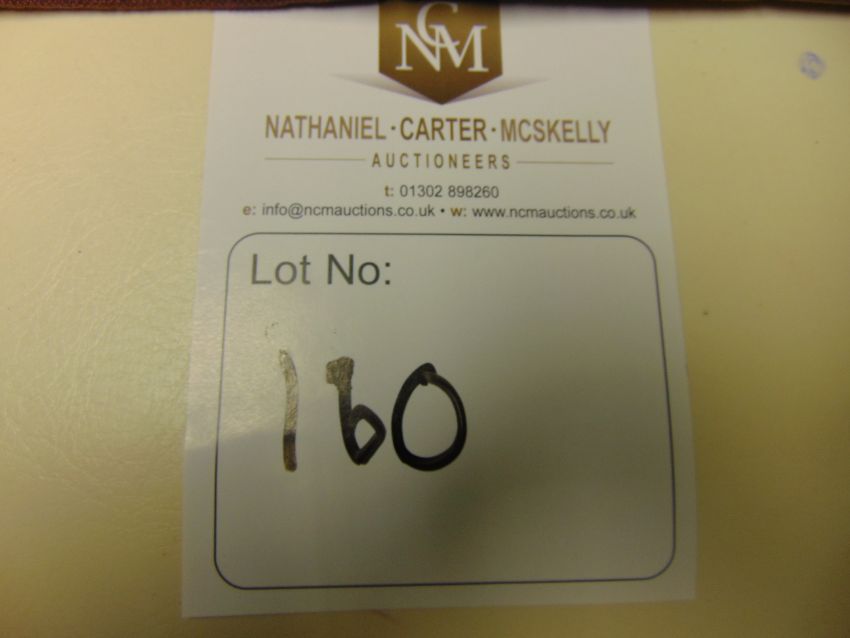 NCM
NATHANIEL · CARTER · MCSKELLY
AUCTIONEERS
t: 01302 898260
e: info@ncmauctions.co.uk • w: www.ncmauctions.co.uk
Lot No:
160